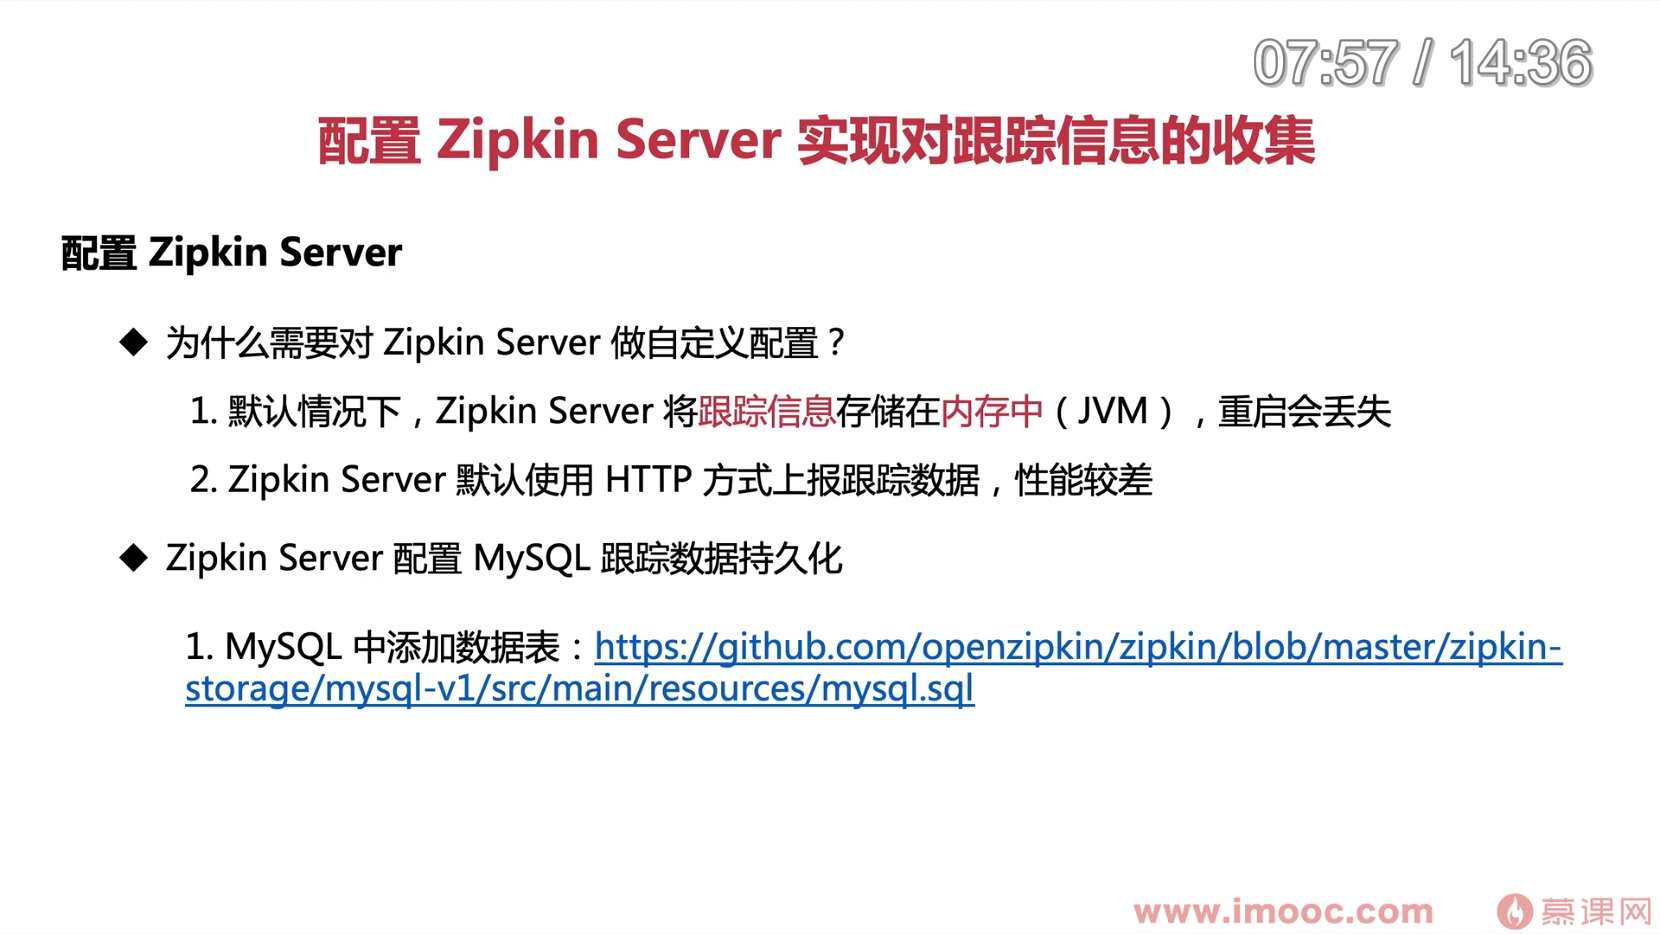 07:57 / 14:36
配置 Zipkin Server 实现对跟踪信息的收集
配置 Zipkin Server
◆ 为什么需要对 Zipkin Server 做自定义配置？
1. 默认情况下，Zipkin Server 将跟踪信息存储在内存中（JVM），重启会丢失
2. Zipkin Server 默认使用 HTTP 方式上报跟踪数据，性能较差
◆ Zipkin Server 配置 MySQL 跟踪数据持久化
1. MySQL 中添加数据表：https://github.com/openzipkin/zipkin/blob/master/zipkin-
storage/mysql-v1/src/main/resources/mysql.sql
www.imooc.com 慕课网